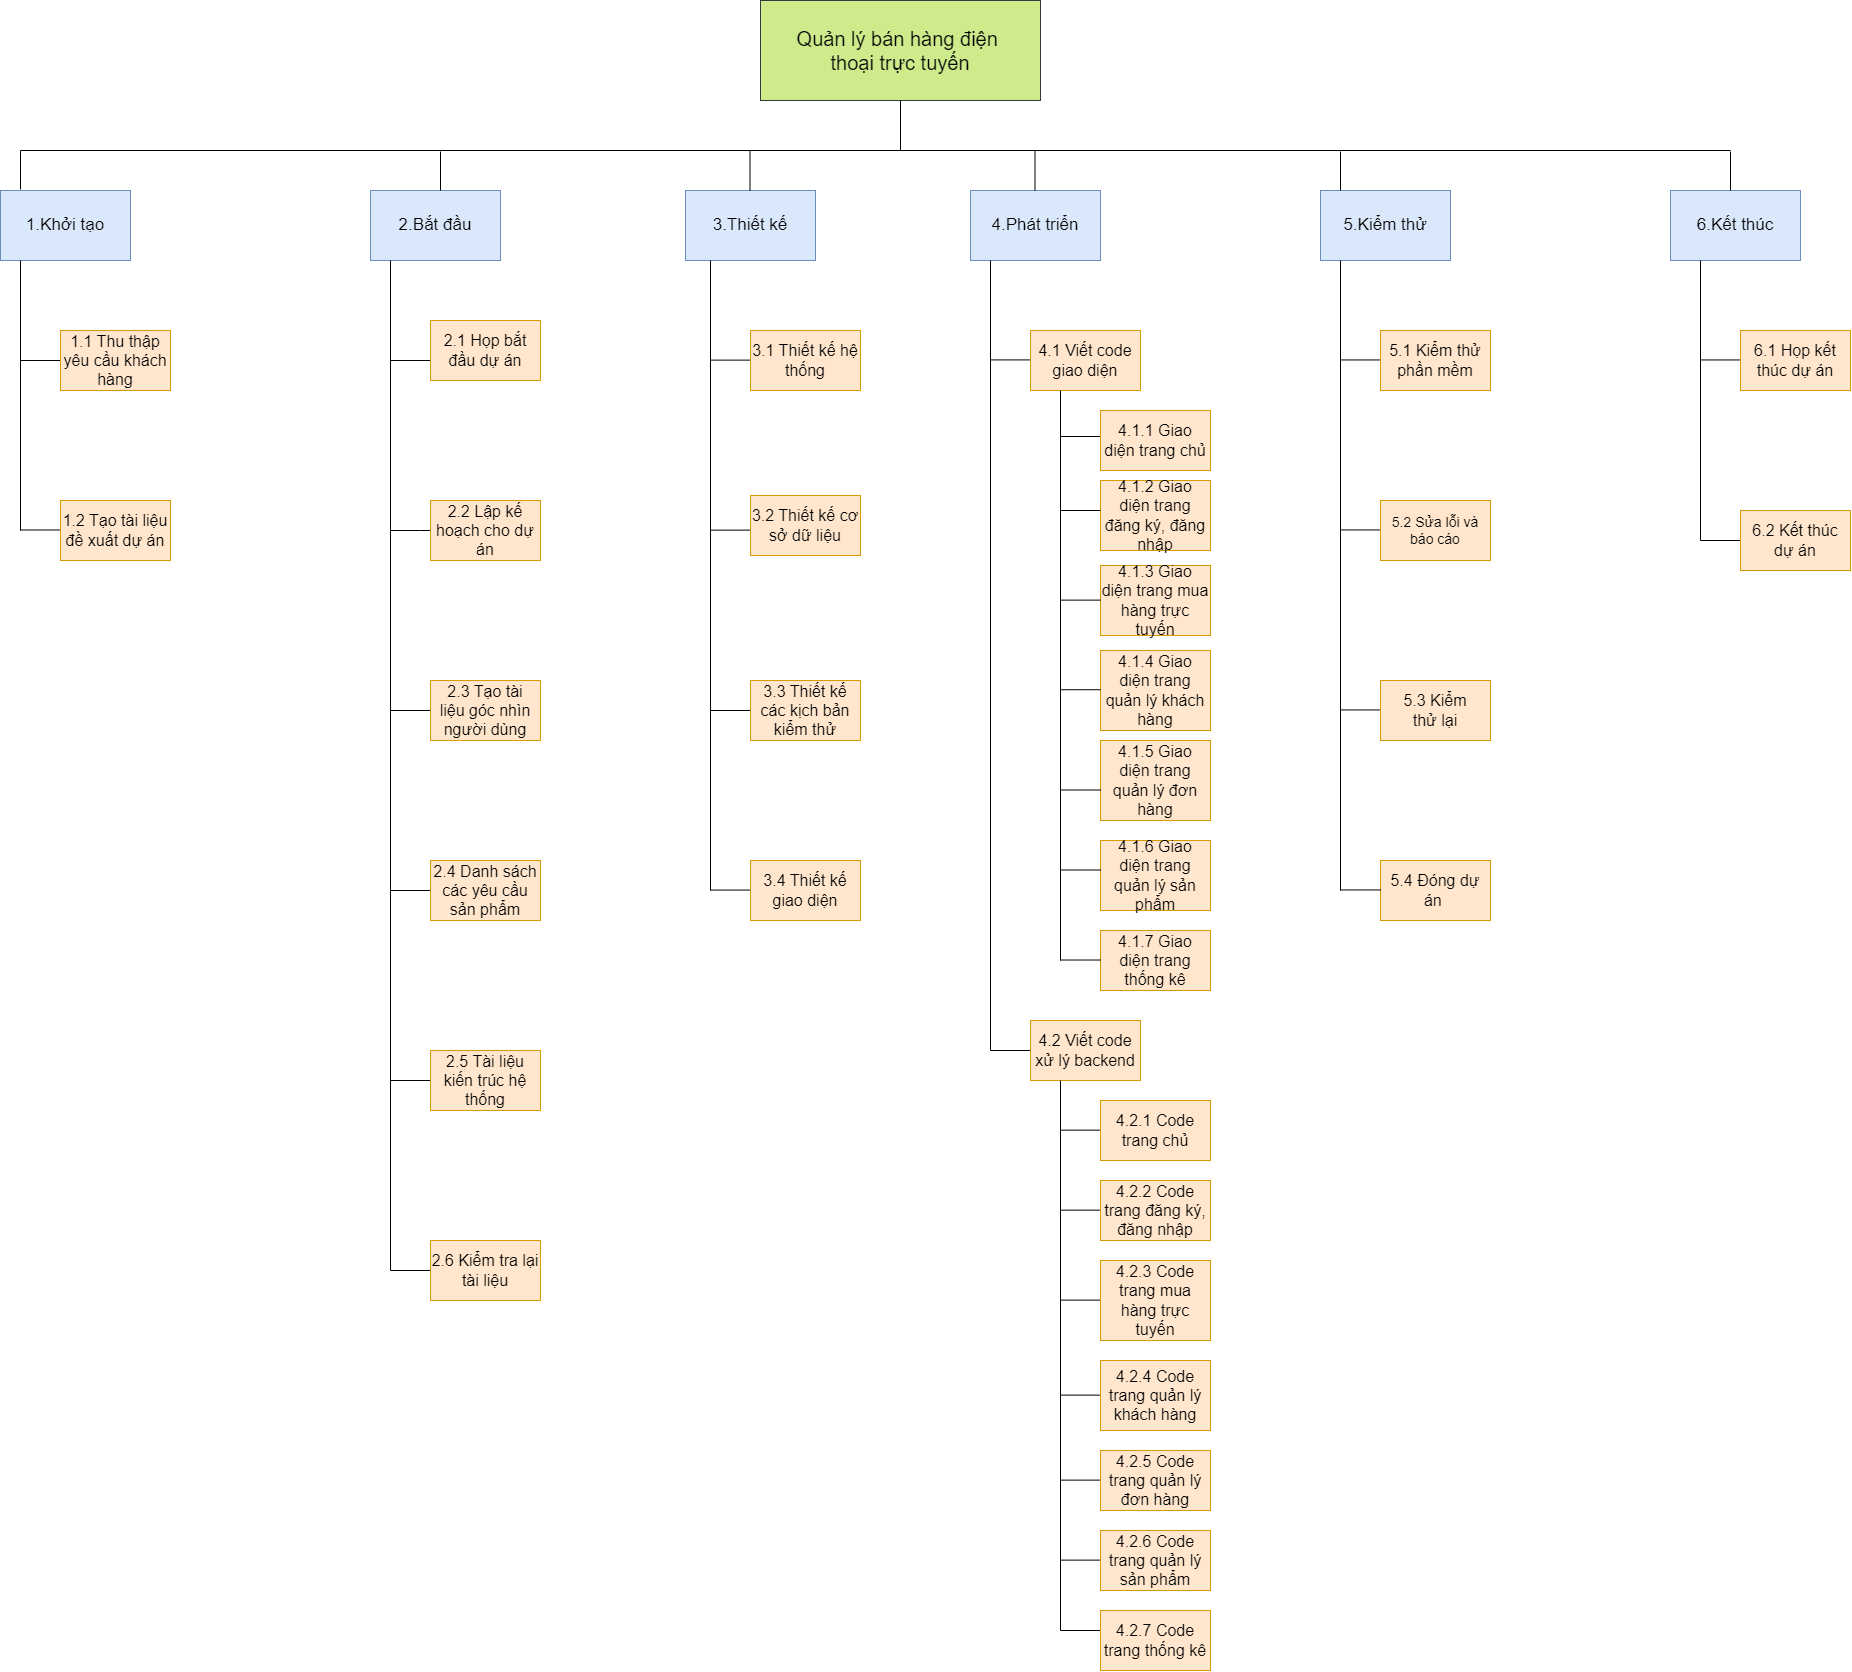 Quản lý bán hàng điện
thoại trực tuyến
1.Khởi tạo
2.Bắt đầu
3.Thiết kế
4.Phát triển
5.Kiểm thử
6.Kết thúc
1.1 Thu thập
yêu cầu khách
hàng
1.2 Tạo tài liệu
đề xuất dự án
2.1 Họp bắt
đầu dự án
2.2 Lập kế
hoạch cho dự
án
2.3 Tạo tài
liệu góc nhìn
người dùng
2.4 Danh sách
các yêu cầu
sản phẩm
2.5 Tài liệu
kiến trúc hệ
thống
2.6 Kiểm tra lại
tài liệu
3.1 Thiết kế hệ
thống
3.2 Thiết kế cơ
sở dữ liệu
3.3 Thiết kế
các kịch bản
kiểm thử
3.4 Thiết kế
giao diện
4.1 Viết code
giao diện
4.1.1 Giao
diện trang chủ
4.1.2 Giao
diện trang
đăng ký, đăng
nhập
4.1.3 Giao
diện trang mua
hàng trực
tuyến
4.1.4 Giao
diện trang
quản lý khách
hàng
4.1.5 Giao
diện trang
quản lý đơn
hàng
4.1.6 Giao
diện trang
quản lý sản
phẩm
4.1.7 Giao
diện trang
thống kê
4.2 Viết code
xử lý backend
4.2.1 Code
trang chủ
4.2.2 Code
trang đăng ký,
đăng nhập
4.2.3 Code
trang mua
hàng trực
tuyến
4.2.4 Code
trang quản lý
khách hàng
4.2.5 Code
trang quản lý
đơn hàng
4.2.6 Code
trang quản lý
sản phẩm
4.2.7 Code
trang thống kê
5.1 Kiểm thử
phần mềm
5.2 Sửa lỗi và
báo cáo
5.3 Kiểm
thử lại
5.4 Đóng dự
án
6.1 Họp kết
thúc dự án
6.2 Kết thúc
dự án